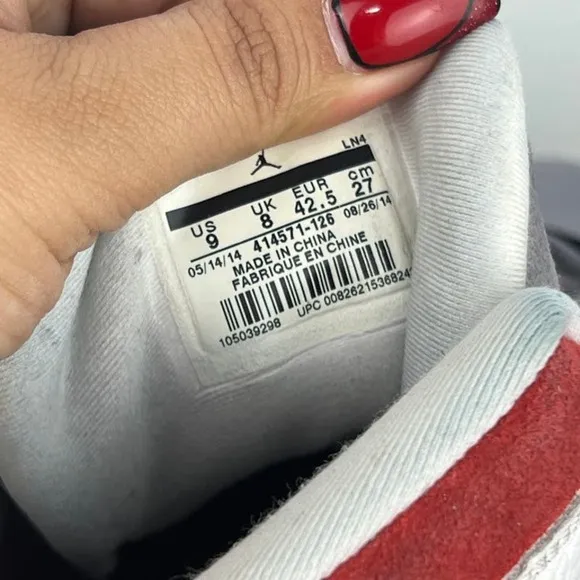 LN4
US UK EUR cm
9 8 42.5 27
05/14/14 414571-126 08/26/14
MADE IN CHINA
FABRIQUE EN CHINE
105039298 UPC 0082621536824